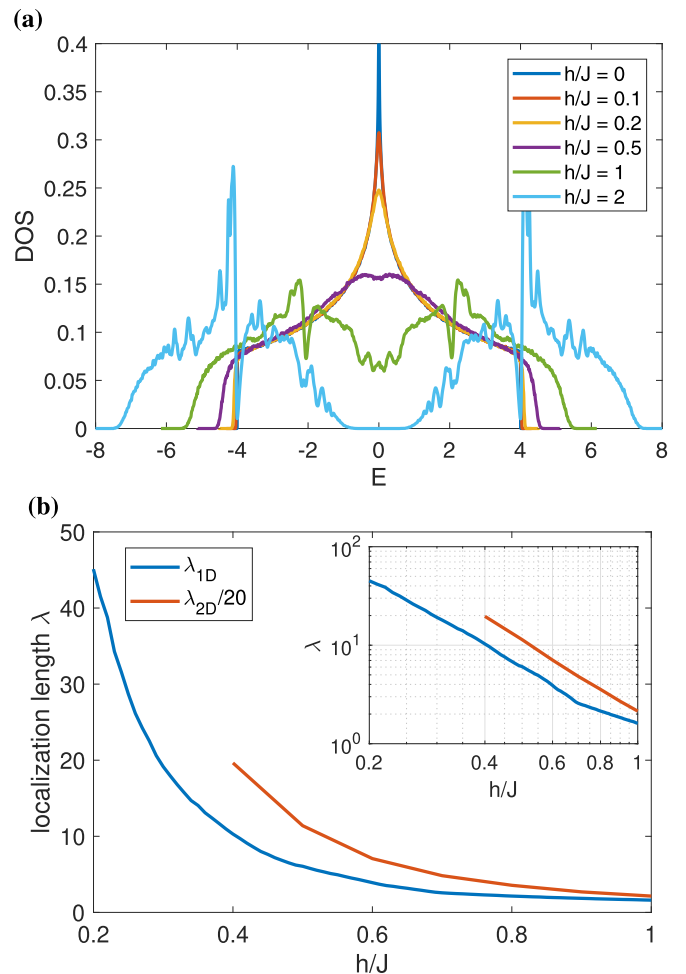 (a)
0.4
0.35
0.3
0.25
0.2
0.15
0.1
0.05
0
DOS
h/J = 0
h/J = 0.1
h/J = 0.2
h/J = 0.5
h/J = 1
h/J = 2
-8 -6 -4 -2 0 2 4 6 8
E
(b)
50
40
30
20
10
0
localization length λ
λ1D
λ2D/20
10²
10¹
10⁰
λ
0.2 0.4 0.6 0.8 1
h/J
0.2 0.4 0.6 0.8 1
h/J